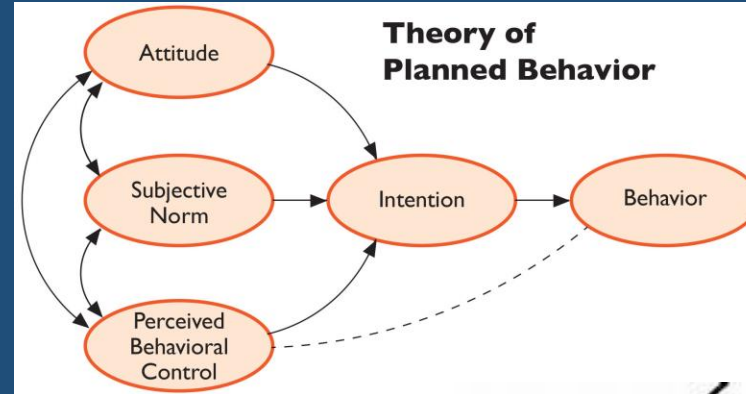 Theory of
Planned Behavior
Attitude
Subjective
Norm
Intention
Behavior
Perceived
Behavioral
Control